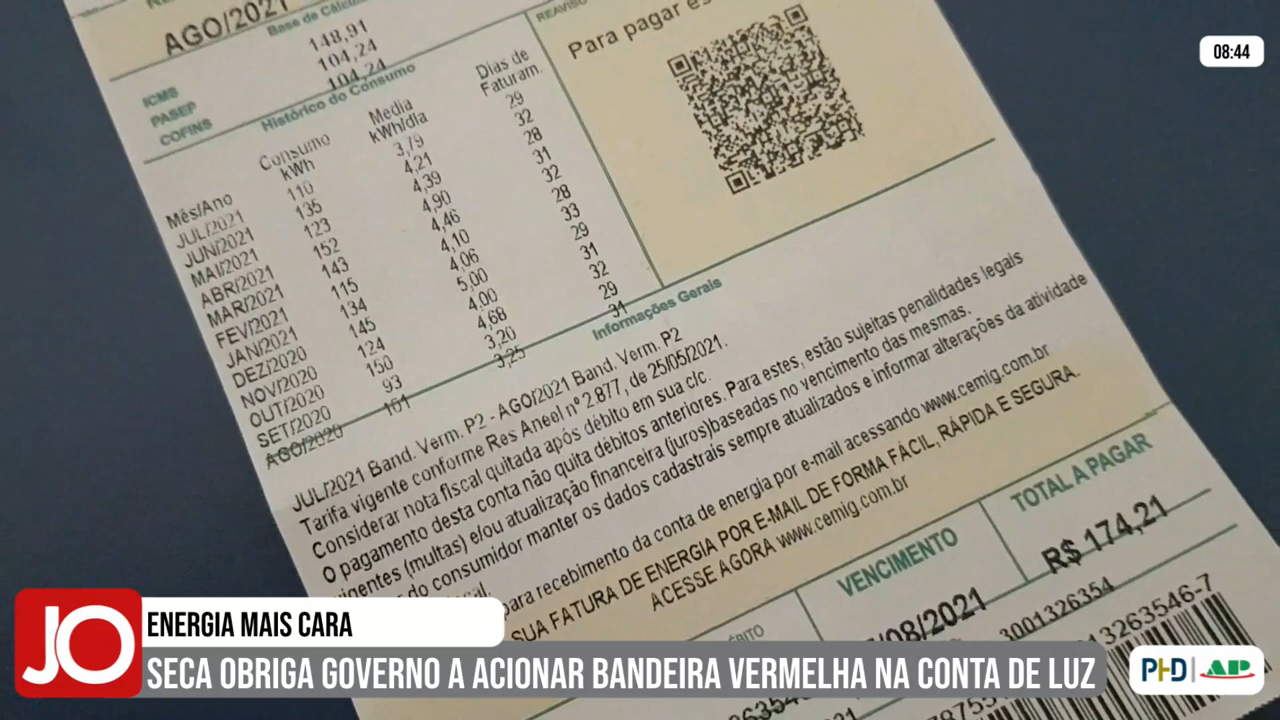 AGO/2021
Base de Cálculo
REAVISO
Para pagar es
08:44
148,91
104,24
104,24
ICMS
PASEP
COFINS
Histórico do Consumo
Mês/Ano Consumo kWh Media kWh/dia Dias de Faturam.
JUL/2021 110 3,79 29
JUN/2021 135 4,21 32
MAI/2021 123 4,39 28
ABR/2021 152 4,90 31
MAR/2021 143 4,46 32
FEV/2021 115 4,10 28
JAN/2021 134 4,06 33
DEZ/2020 145 5,00 29
NOV/2020 124 4,00 31
OUT/2020 150 4,68 32
SET/2020 93 3,20 29
AGO/2020 101 3,25 31
Informações Gerais
JUL/2021 Band. Verm. P2 - AGO/2021 Band. Verm. P2
Tarifa vigente conforme Res Aneel nº 2.877, de 25/05/2021.
Considerar nota fiscal quitada após débito em sua c/c.
O pagamento desta conta não quita débitos anteriores. Para estes, estão sujeitas penalidades legais
vigentes (multas) e/ou atualização financeira (juros)baseadas no vencimento das mesmas.
do consumidor manter os dados cadastrais sempre atualizados e informar alterações da atividade
para recebimento da conta de energia por e-mail acessando www.cemig.com.br
SUA FATURA DE ENERGIA POR E-MAIL DE FORMA FÁCIL, RÁPIDA E SEGURA.
ACESSE AGORA www.cemig.com.br
VENCIMENTO
/08/2021
TOTAL A PAGAR
R$ 174,21
3001326354
13263546-7
JO
ENERGIA MAIS CARA
SECA OBRIGA GOVERNO A ACIONAR BANDEIRA VERMELHA NA CONTA DE LUZ
PHD | AP